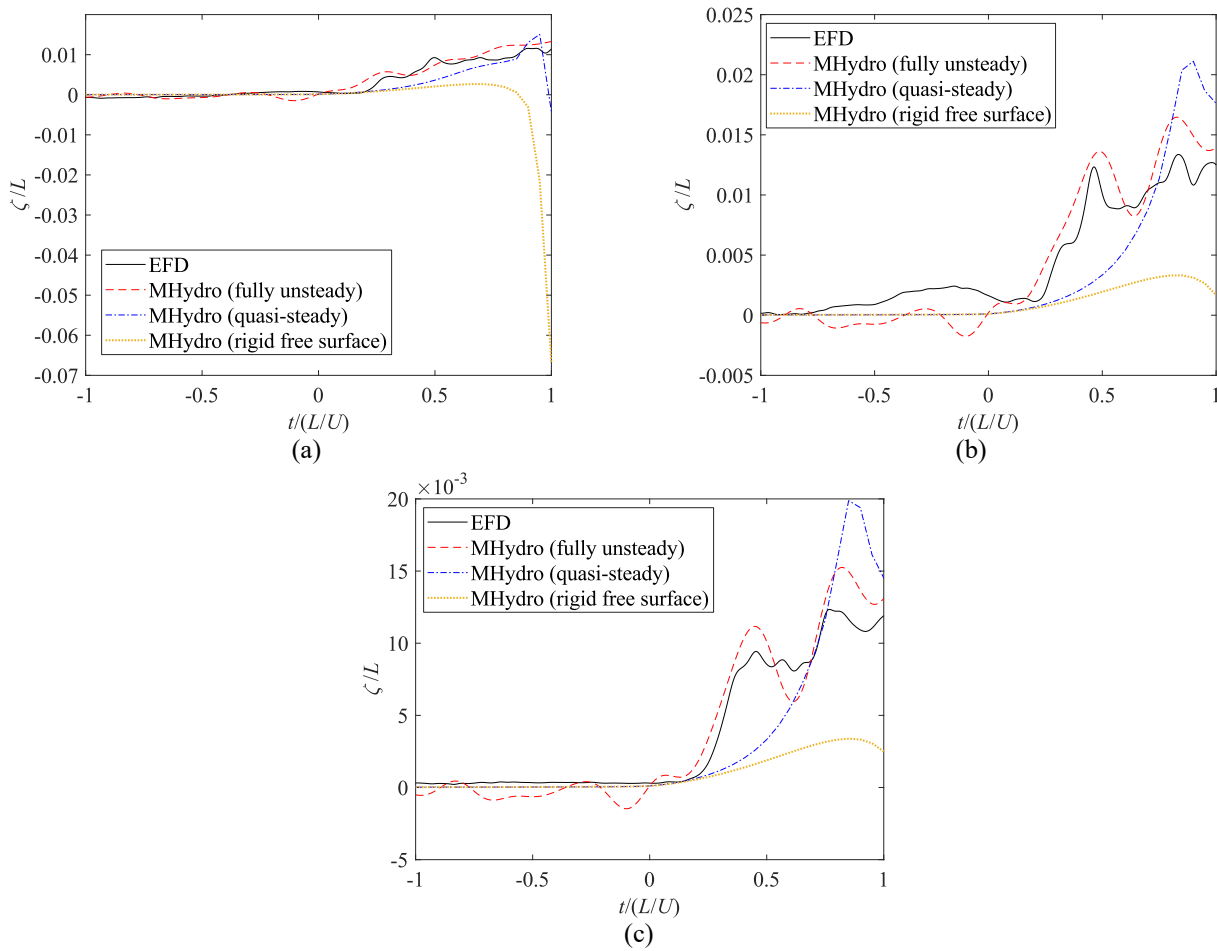 0.01
0
-0.01
-0.02
-0.03
-0.04
-0.05
-0.06
-0.07
ζ/L
EFD
MHydro (fully unsteady)
MHydro (quasi-steady)
MHydro (rigid free surface)
-1 -0.5 0 0.5 1
t/(L/U)
(a)
0.025
0.02
0.015
0.01
0.005
0
-0.005
ζ/L
EFD
MHydro (fully unsteady)
MHydro (quasi-steady)
MHydro (rigid free surface)
-1 -0.5 0 0.5 1
t/(L/U)
(b)
×10⁻³
20
15
10
5
0
-5
ζ/L
EFD
MHydro (fully unsteady)
MHydro (quasi-steady)
MHydro (rigid free surface)
-1 -0.5 0 0.5 1
t/(L/U)
(c)